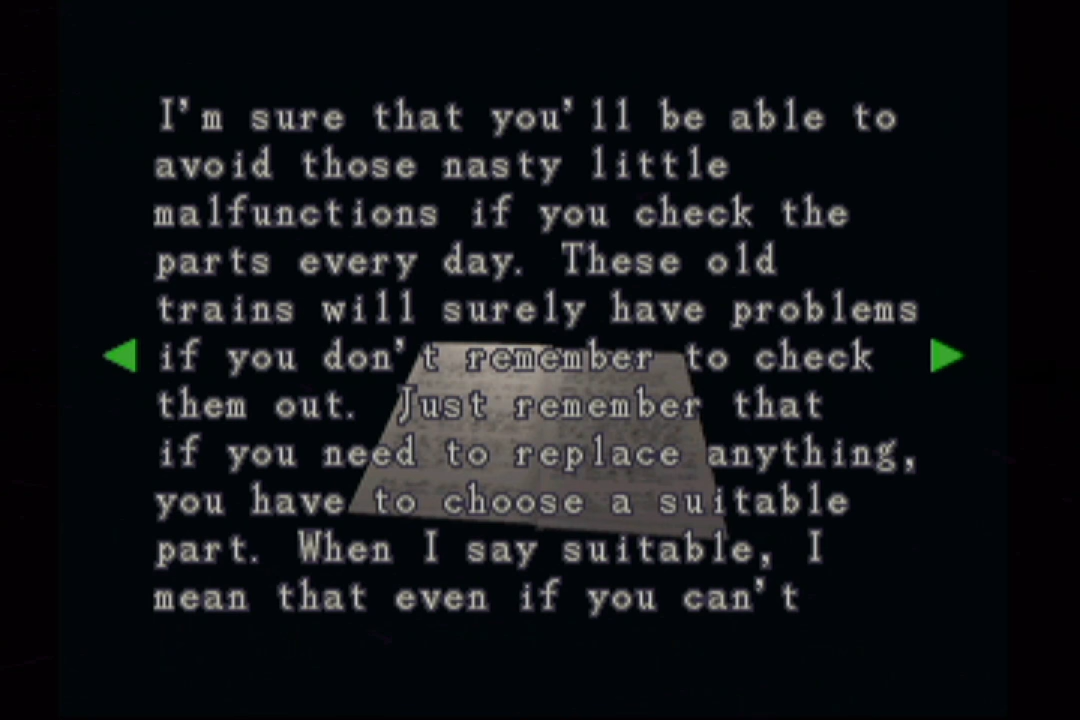 I'm sure that you'll be able to
avoid those nasty little
malfunctions if you check the
parts every day. These old
trains will surely have problems
if you don't remember to check
them out. Just remember that
if you need to replace anything,
you have to choose a suitable
part. When I say suitable, I
mean that even if you can't